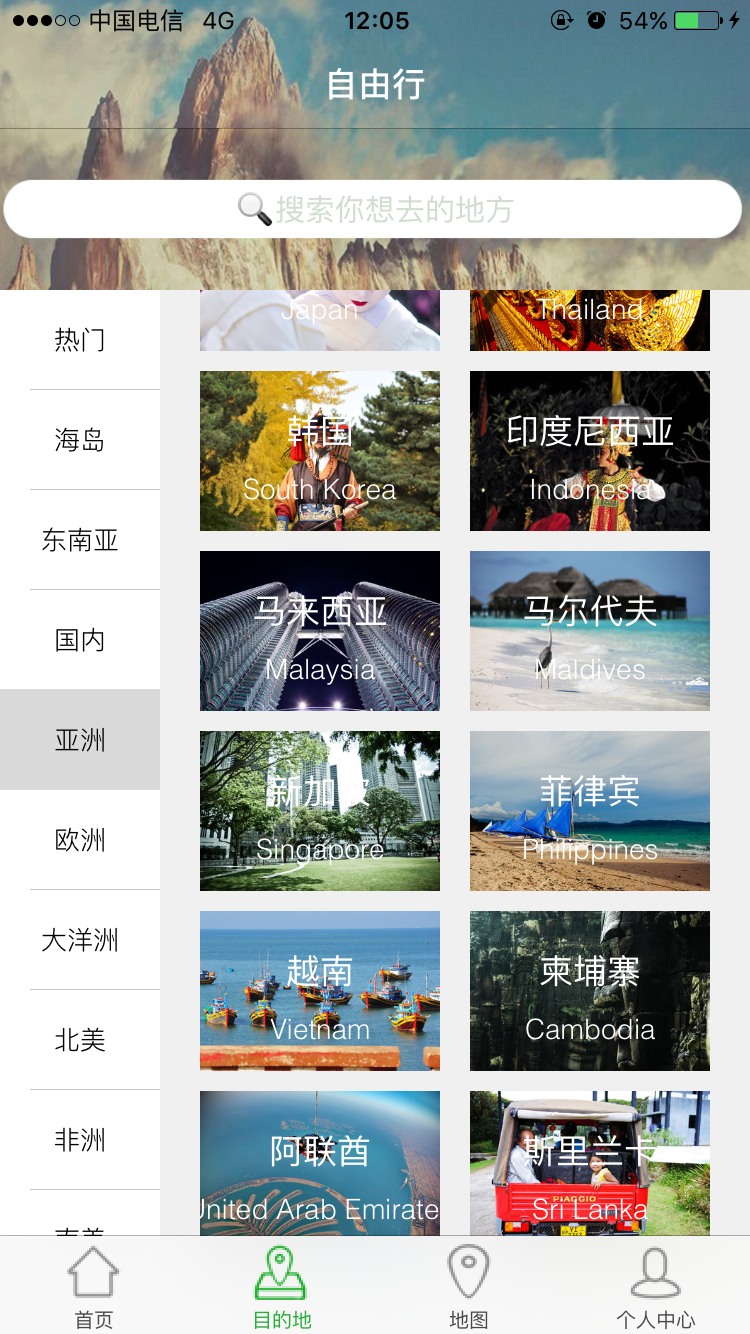 中国电信 4G 12:05 54%
自由行
搜索你想去的地方
热门
海岛
东南亚
国内
亚洲
欧洲
大洋洲
北美
非洲
南美
Japan
Thailand
韩国
South Korea
印度尼西亚
Indonesia
马来西亚
Malaysia
马尔代夫
Maldives
新加坡
Singapore
菲律宾
Philippines
越南
Vietnam
柬埔寨
Cambodia
阿联酋
United Arab Emirate
斯里兰卡
Sri Lanka
PIAGGIO
首页
目的地
地图
个人中心